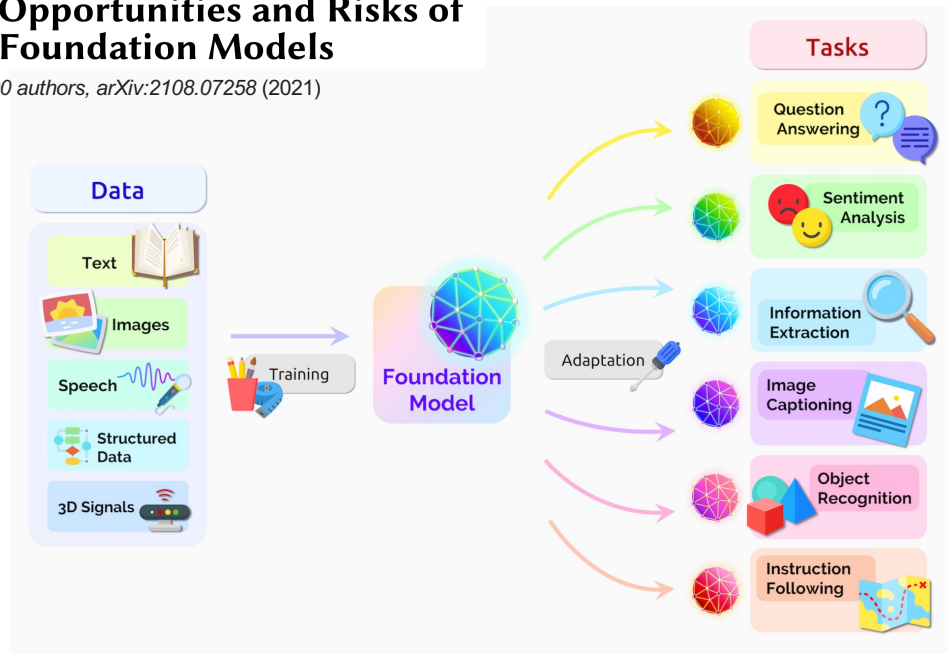 Opportunities and Risks of
Foundation Models
0 authors, arXiv:2108.07258 (2021)
Data
Text
Images
Speech
Structured
Data
3D Signals
Training
Foundation
Model
Adaptation
Tasks
Question
Answering
?
Sentiment
Analysis
Information
Extraction
Image
Captioning
Object
Recognition
Instruction
Following